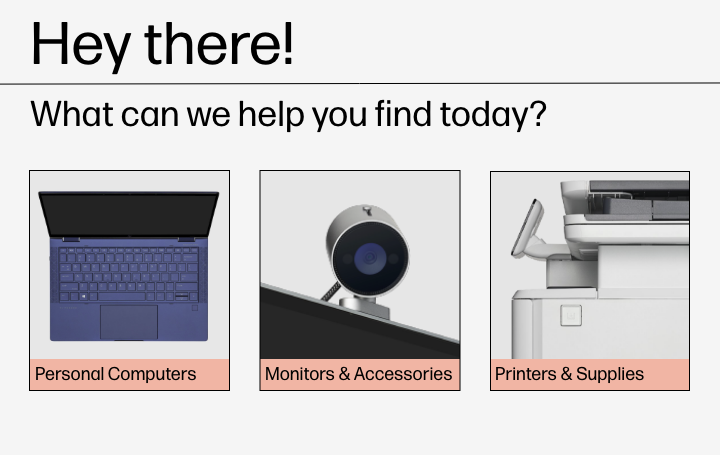 Hey there!
What can we help you find today?
Personal Computers
Monitors & Accessories
Printers & Supplies